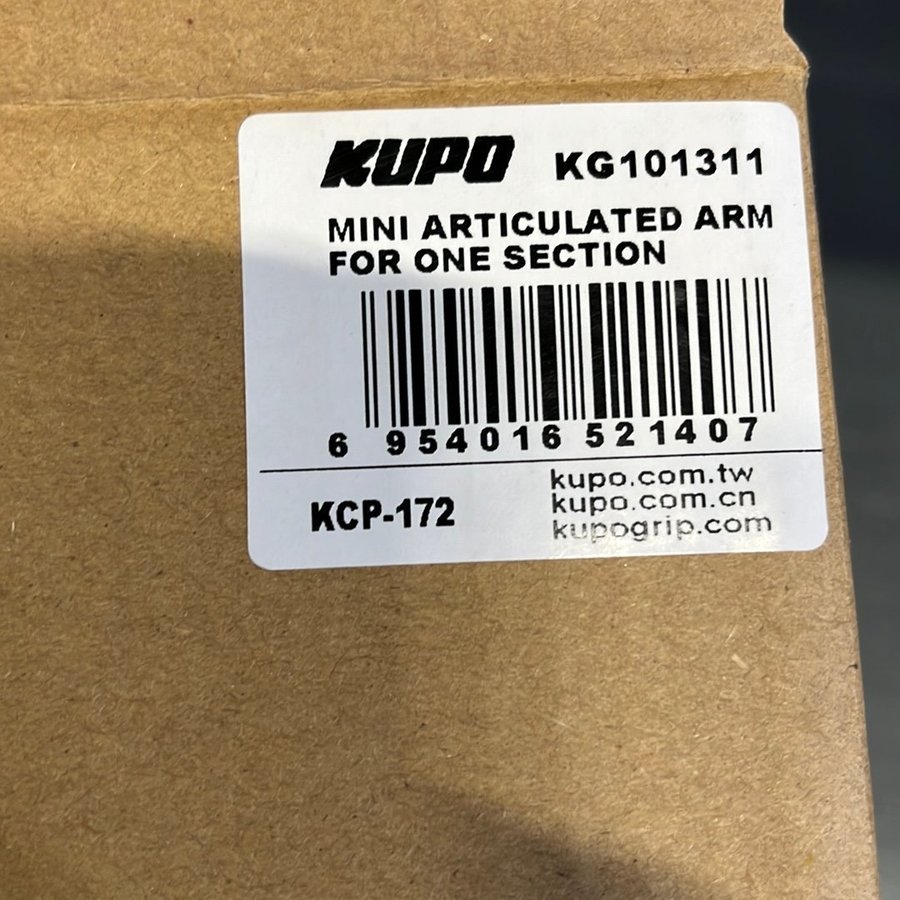 KUPO KG101311
MINI ARTICULATED ARM
FOR ONE SECTION
6 954016 521407
KCP-172
kupo.com.tw
kupo.com.cn
kupogrip.com